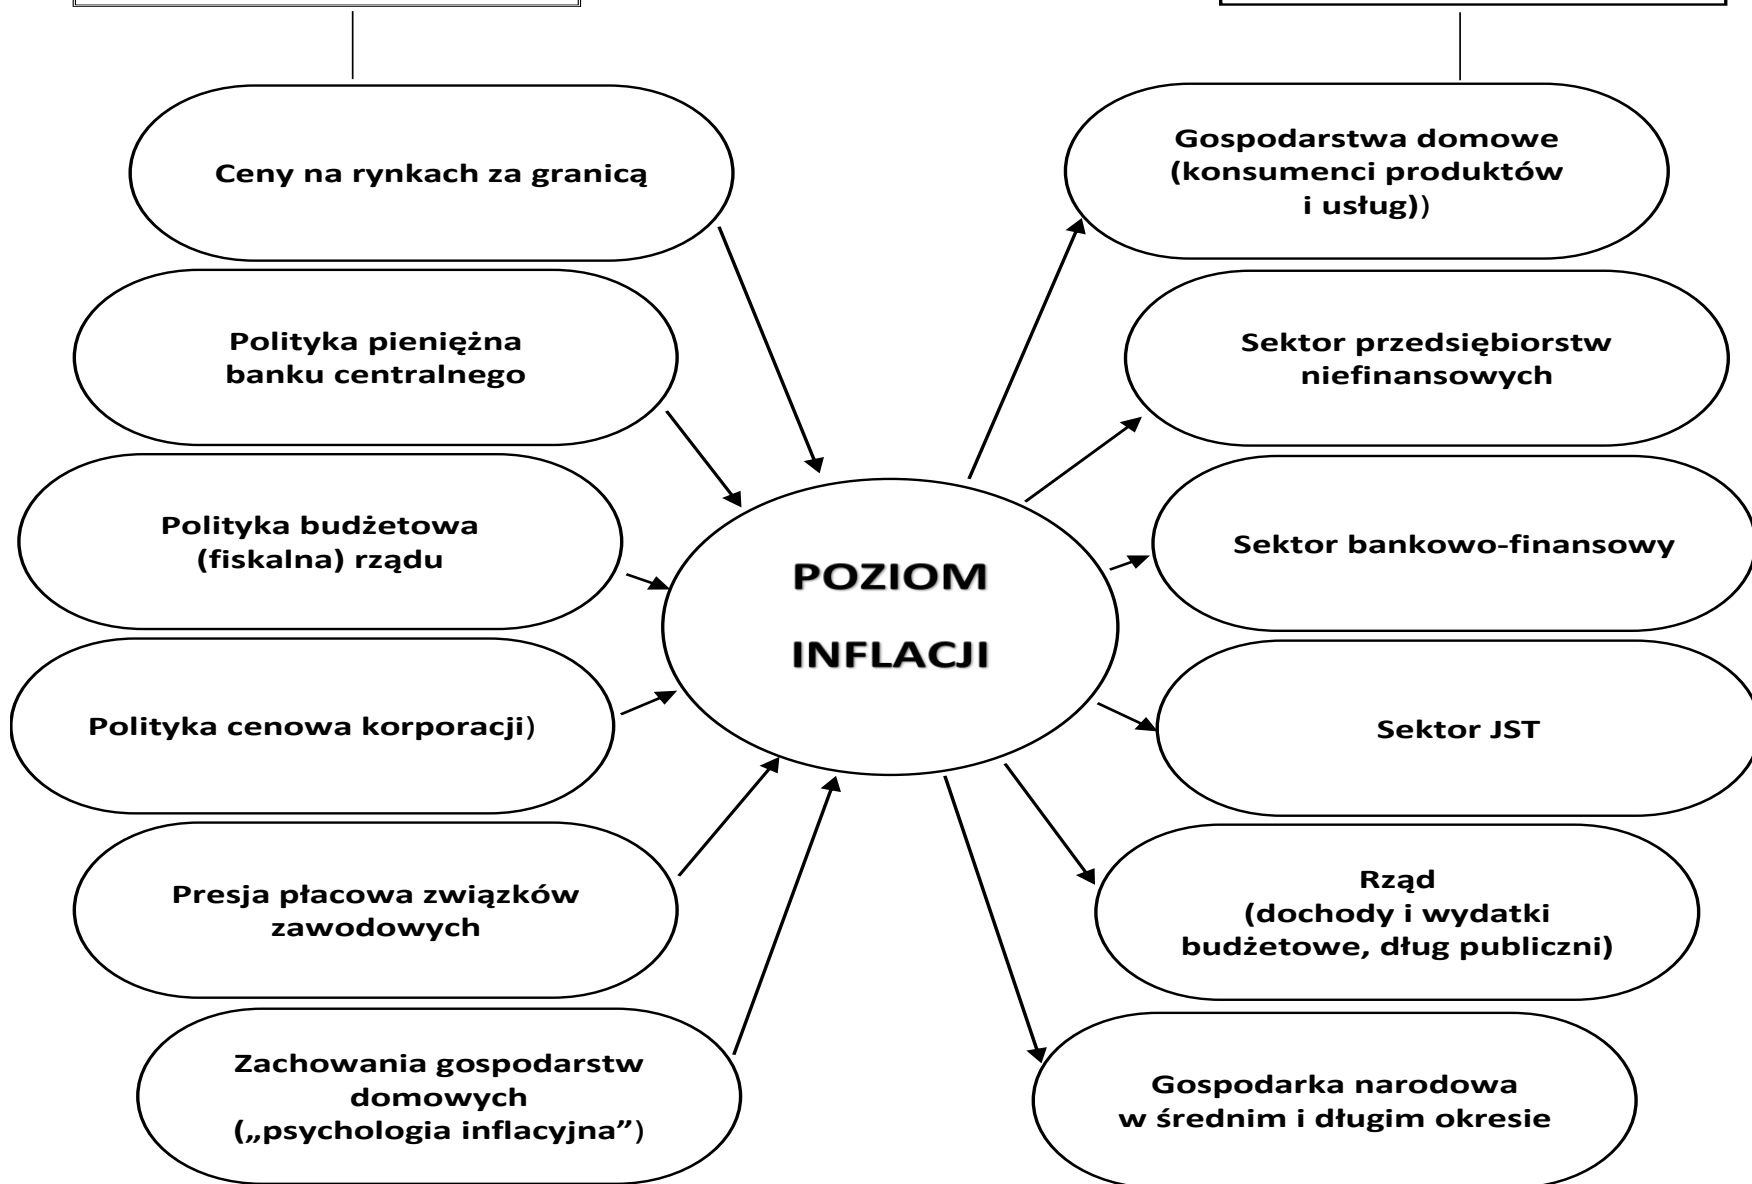 Ceny na rynkach za granicą
Polityka pieniężna
banku centralnego
Polityka budżetowa
(fiskalna) rządu
Polityka cenowa korporacji)
Presja płacowa związków
zawodowych
Zachowania gospodarstw
domowych
(„psychologia inflacyjna”)
POZIOM
INFLACJI
Gospodarstwa domowe
(konsumenci produktów
i usług))
Sektor przedsiębiorstw
niefinansowych
Sektor bankowo-finansowy
Sektor JST
Rząd
(dochody i wydatki
budżetowe, dług publiczni)
Gospodarka narodowa
w średnim i długim okresie